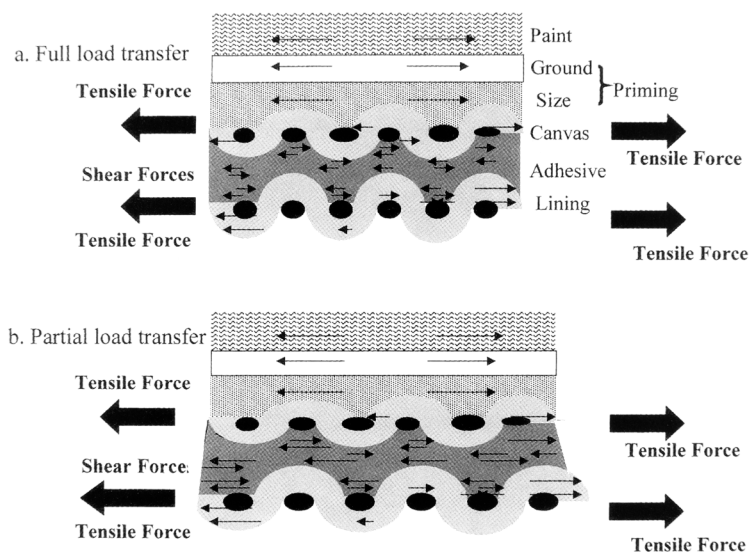 a. Full load transfer
Paint
Ground
Size
Priming
Canvas
Adhesive
Lining
Tensile Force
Shear Forces
Tensile Force
Tensile Force
Tensile Force
b. Partial load transfer
Tensile Force
Shear Force:
Tensile Force
Tensile Force
Tensile Force